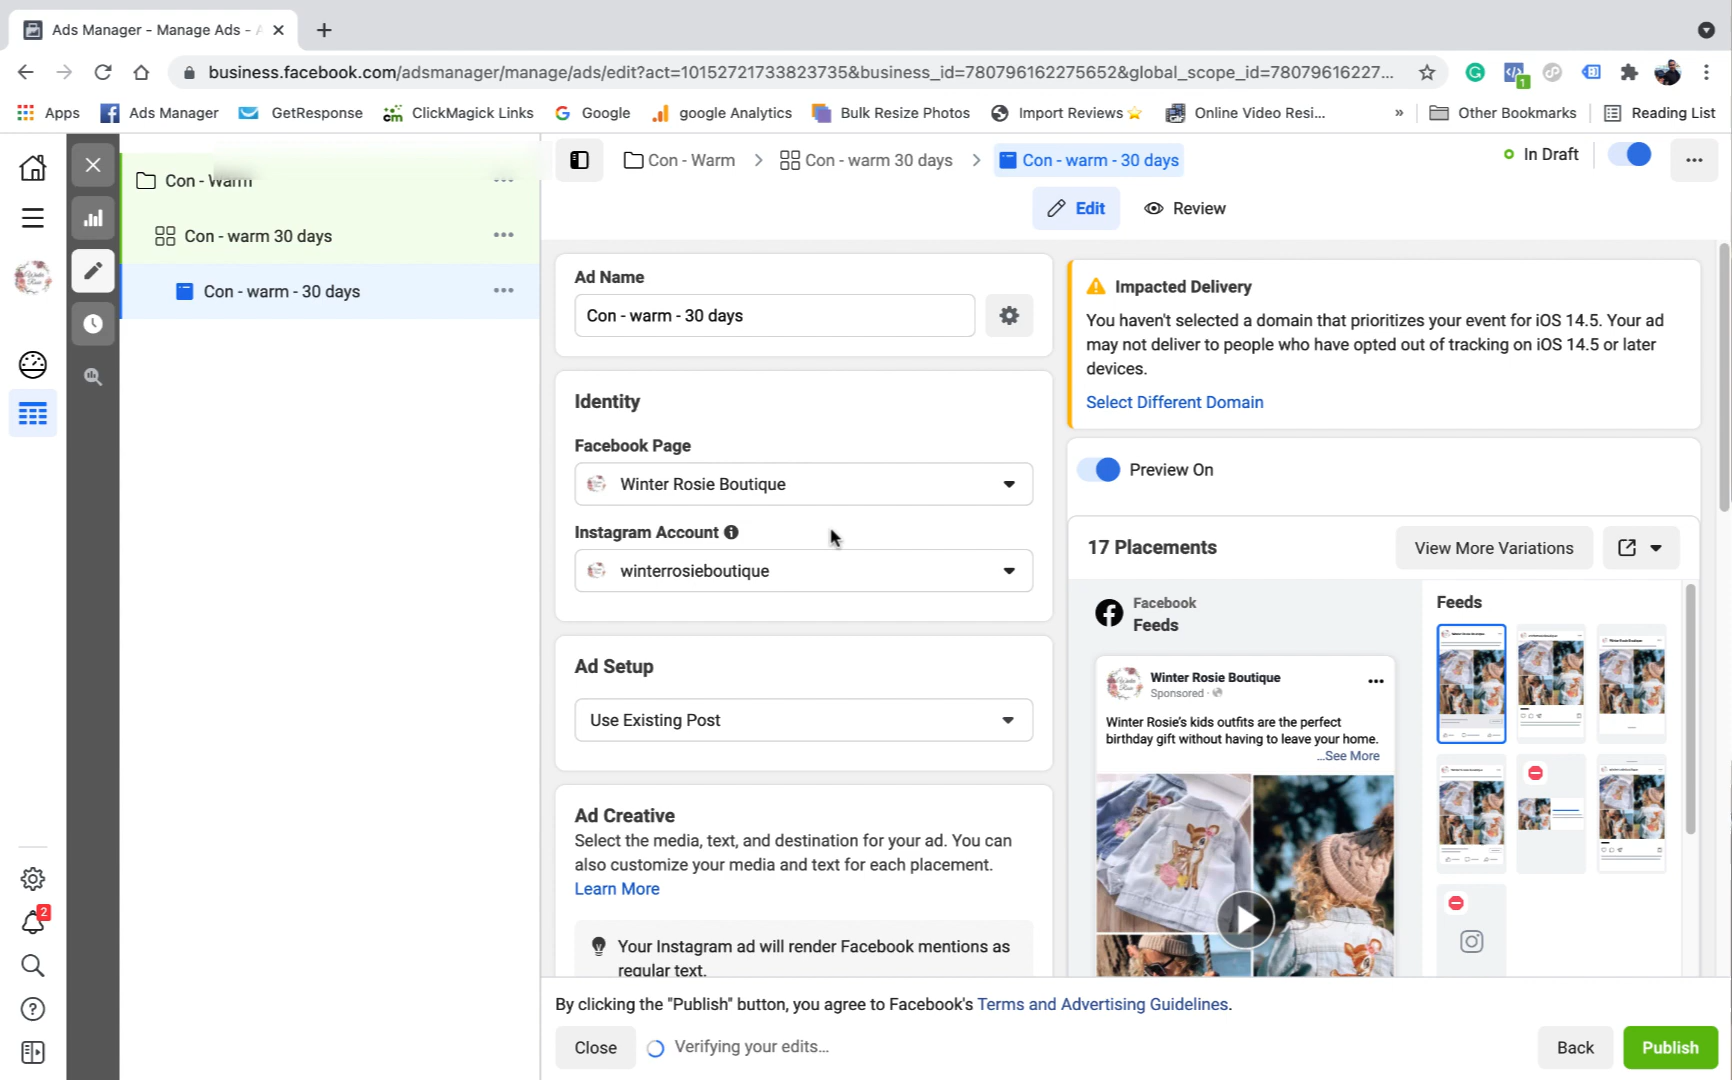 Ads Manager - Manage Ads - A
business.facebook.com/adsmanager/manage/ads/edit?act=10152721733823735&business_id=780796162275652&global_scope_id=78079616227...
1
Apps
Ads Manager
GetResponse
ClickMagick Links
Google
google Analytics
Bulk Resize Photos
Import Reviews
Online Video Resi...
»
Other Bookmarks
Reading List
Con - Warm
Con - warm 30 days
Con - warm - 30 days
Con - Warm > Con - warm 30 days > Con - warm - 30 days
In Draft
Edit
Review
Ad Name
Con - warm - 30 days
Identity
Facebook Page
Winter Rosie Boutique
Instagram Account
winterrosieboutique
Ad Setup
Use Existing Post
Ad Creative
Select the media, text, and destination for your ad. You can
also customize your media and text for each placement.
Learn More
Your Instagram ad will render Facebook mentions as
regular text.
Impacted Delivery
You haven't selected a domain that prioritizes your event for iOS 14.5. Your ad
may not deliver to people who have opted out of tracking on iOS 14.5 or later
devices.
Select Different Domain
Preview On
17 Placements
View More Variations
Facebook
Feeds
Winter Rosie Boutique
Sponsored ·
Winter Rosie's kids outfits are the perfect
birthday gift without having to leave your home.
...See More
Feeds
2
By clicking the "Publish" button, you agree to Facebook's Terms and Advertising Guidelines.
Close
Verifying your edits...
Back
Publish